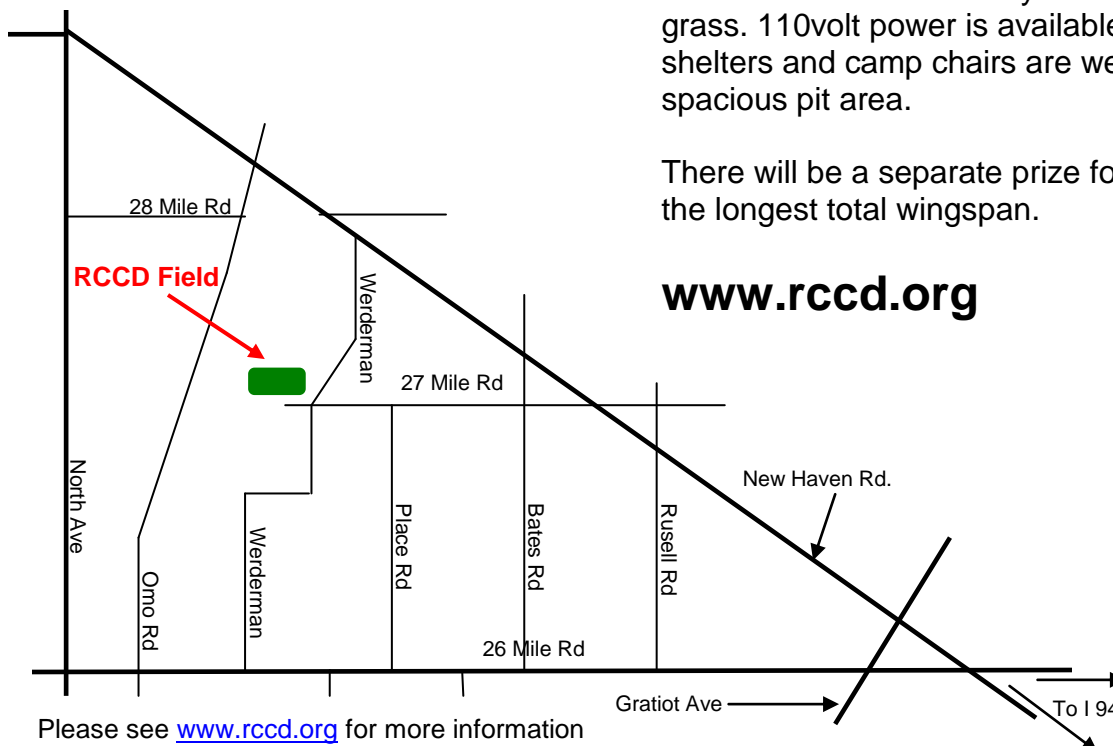 grass. 110volt power is available
shelters and camp chairs are we
spacious pit area.
There will be a separate prize fo
the longest total wingspan.
www.rccd.org
28 Mile Rd
RCCD Field
Werderman
27 Mile Rd
North Ave
New Haven Rd.
Omo Rd
Werderman
Place Rd
Bates Rd
Rusell Rd
26 Mile Rd
Gratiot Ave
To I 94
Please see www.rccd.org for more information